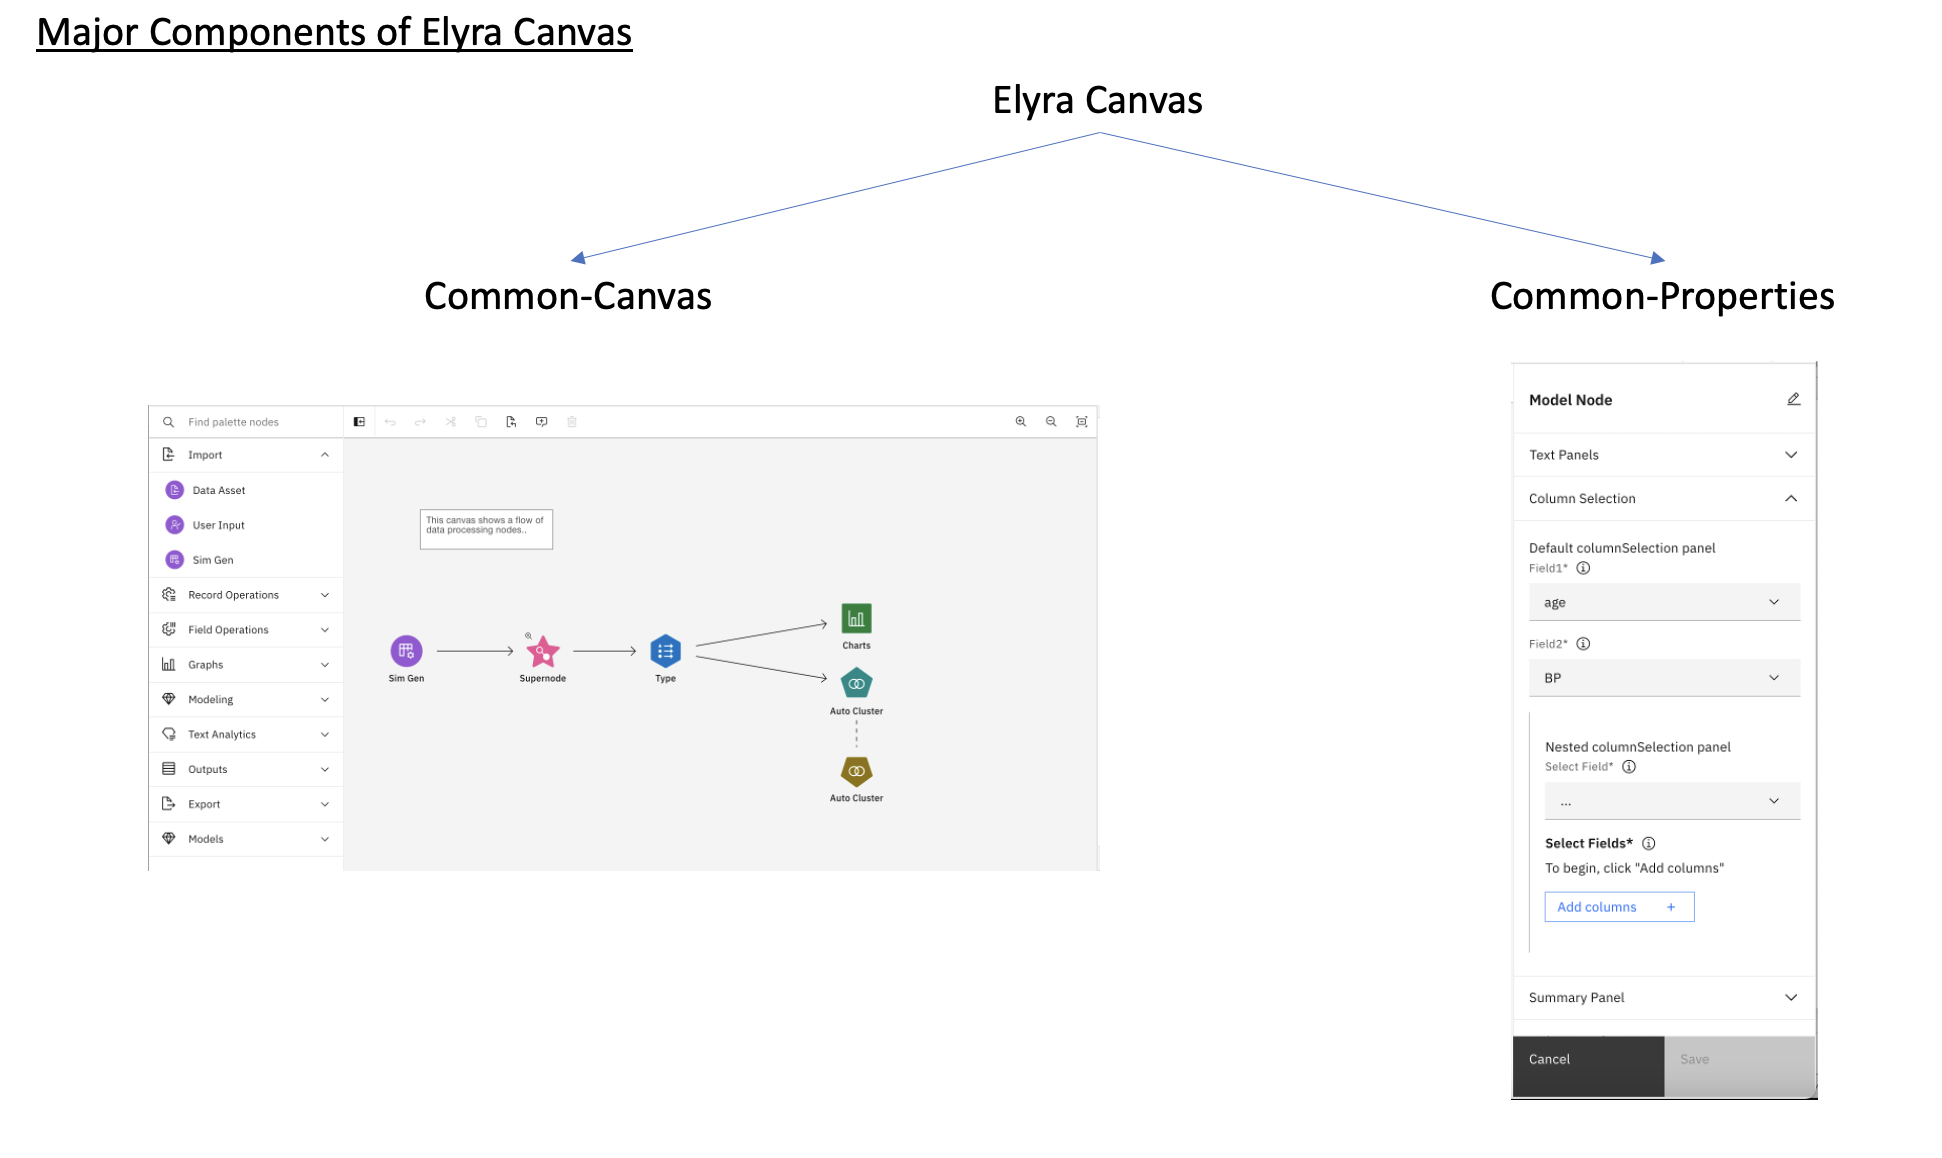 Major Components of Elyra Canvas
Elyra Canvas
Common-Canvas
Common-Properties
Find palette nodes
Import
Data Asset
User Input
Sim Gen
Record Operations
Field Operations
Graphs
Modeling
Text Analytics
Outputs
Export
Models
This canvas shows a flow of
data processing nodes..
Sim Gen
Supernode
Type
Charts
Auto Cluster
Auto Cluster
Model Node
Text Panels
Column Selection
Default columnSelection panel
Field1*
age
Field2*
BP
Nested columnSelection panel
Select Field*
...
Select Fields*
To begin, click "Add columns"
Add columns +
Summary Panel
Cancel
Save